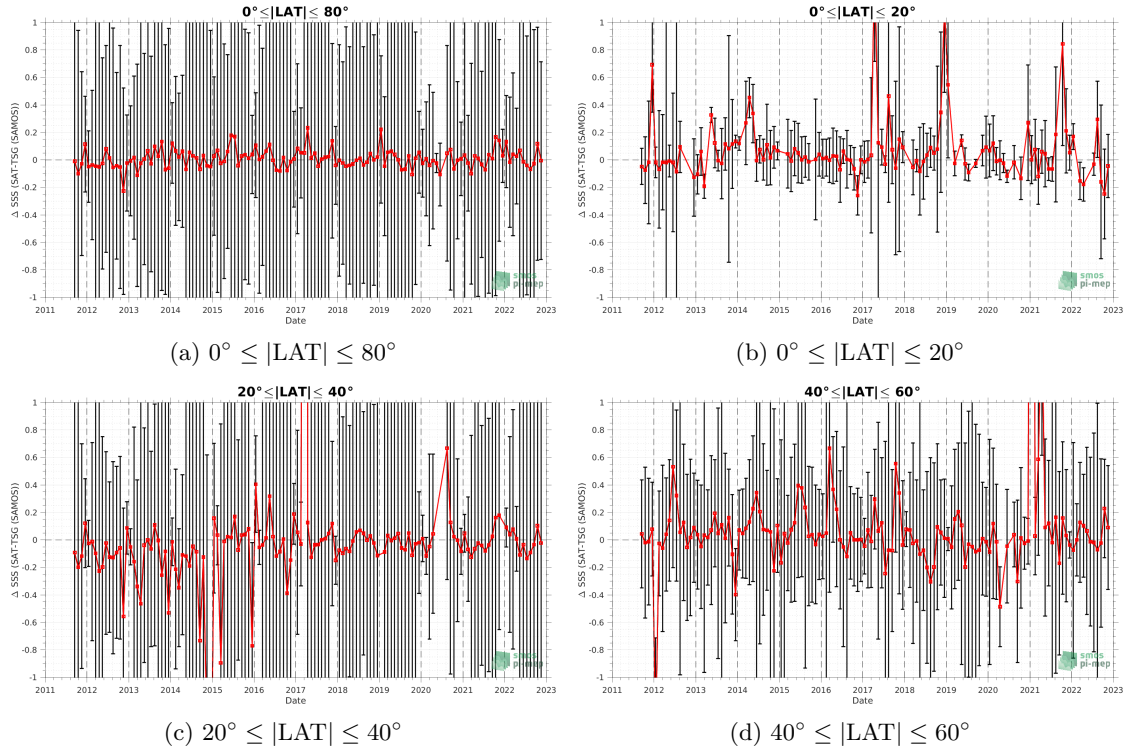 0°≤|LAT|≤ 80°
Δ SSS (SAT-TSG (SAMOS))
1
0.8
0.6
0.4
0.2
0
-0.2
-0.4
-0.6
-0.8
-1
2011 2012 2013 2014 2015 2016 2017 2018 2019 2020 2021 2022 2023
Date
smos
pi-mep
(a) 0° ≤ |LAT| ≤ 80°
0°≤|LAT|≤ 20°
Δ SSS (SAT-TSG (SAMOS))
1
0.8
0.6
0.4
0.2
0
-0.2
-0.4
-0.6
-0.8
-1
2011 2012 2013 2014 2015 2016 2017 2018 2019 2020 2021 2022 2023
Date
smos
pi-mep
(b) 0° ≤ |LAT| ≤ 20°
20°≤|LAT|≤ 40°
Δ SSS (SAT-TSG (SAMOS))
1
0.8
0.6
0.4
0.2
0
-0.2
-0.4
-0.6
-0.8
-1
2011 2012 2013 2014 2015 2016 2017 2018 2019 2020 2021 2022 2023
Date
smos
pi-mep
(c) 20° ≤ |LAT| ≤ 40°
40°≤|LAT|≤ 60°
Δ SSS (SAT-TSG (SAMOS))
1
0.8
0.6
0.4
0.2
0
-0.2
-0.4
-0.6
-0.8
-1
2011 2012 2013 2014 2015 2016 2017 2018 2019 2020 2021 2022 2023
Date
smos
pi-mep
(d) 40° ≤ |LAT| ≤ 60°